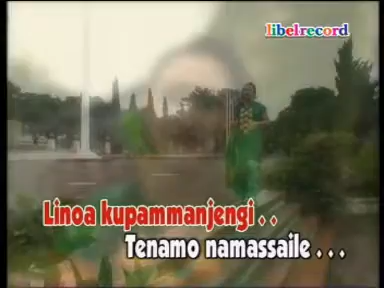 libelrecord
Linoa kupammanjengi . .
Tenamo namassaile . . .